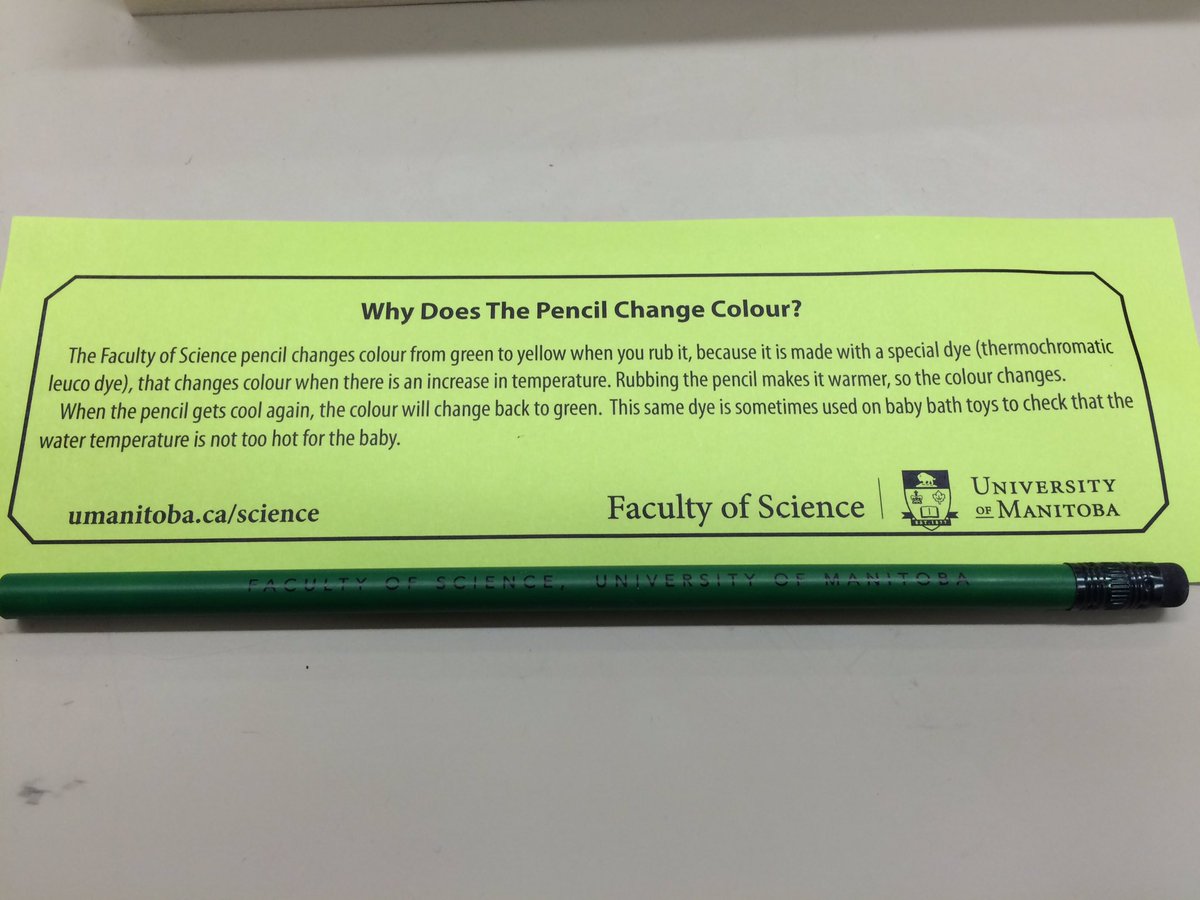 Why Does The Pencil Change Colour?
The Faculty of Science pencil changes colour from green to yellow when you rub it, because it is made with a special dye (thermochromatic
leuco dye), that changes colour when there is an increase in temperature. Rubbing the pencil makes it warmer, so the colour changes.
When the pencil gets cool again, the colour will change back to green. This same dye is sometimes used on baby bath toys to check that the
water temperature is not too hot for the baby.
umanitoba.ca/science
Faculty of Science
UNIVERSITY
OF MANITOBA
EST. 1877
FACULTY OF SCIENCE, UNIVERSITY OF MANITOBA